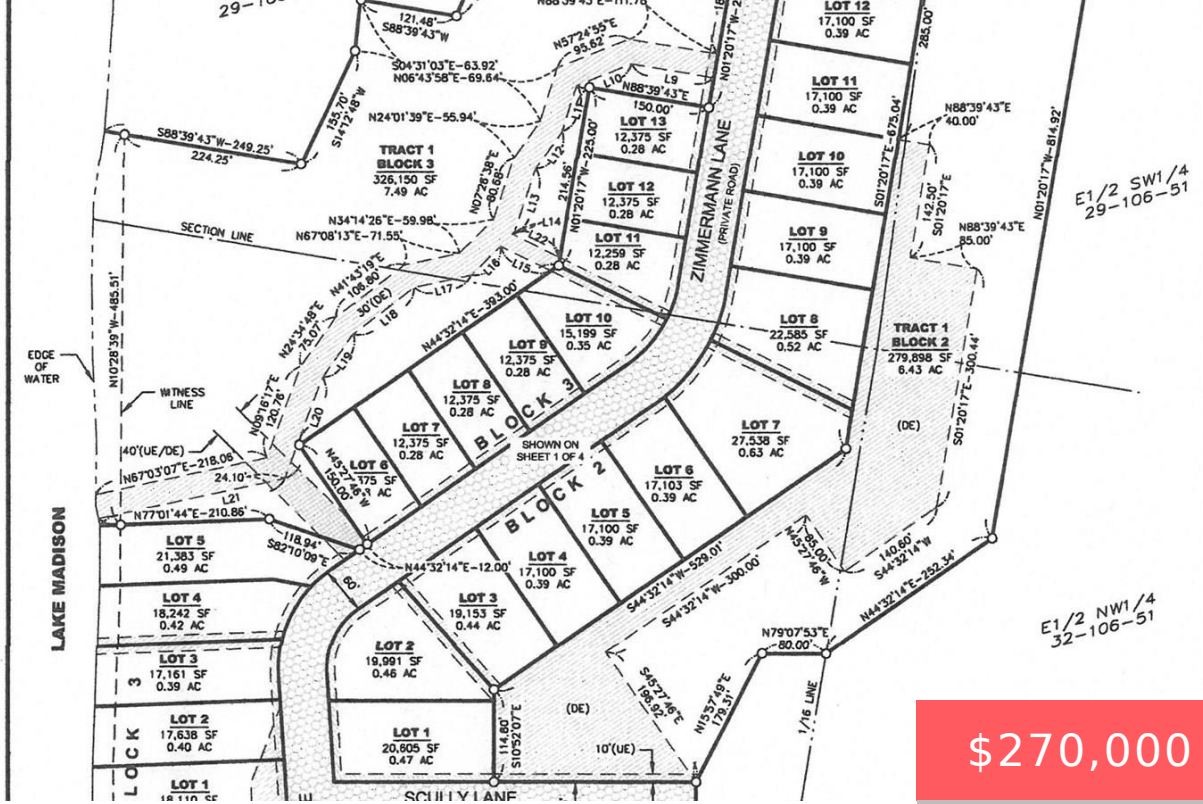 121.48'
S88°39'43"W
N57°24'55"E
95.62'
S04°31'03"E-63.92'
N06°43'58"E-69.64'
L10
L9
N88°39'43"E
150.00'
N24°01'39"E-55.94'
155.70'
S14°12'48"W
S88°39'43"W-249.25'
224.25'
TRACT 1
BLOCK 3
326,150 SF
7.49 AC
L12
L13
L14
L22
L15
L16
L17
L18
L19
L20
L21
214.56'
N01°20'17"W-225.00'
N07°26'38"E
80.68'
N34°14'26"E-59.98'
N67°08'13"E-71.55'
SECTION LINE
N41°43'19"E
106.80'
30'(DE)
N24°34'48"E
75.07'
N09°16'17"E
120.76'
N44°32'14"E-393.00'
LOT 13
12,375 SF
0.28 AC
LOT 12
12,375 SF
0.28 AC
LOT 11
12,259 SF
0.28 AC
LOT 10
15,199 SF
0.35 AC
LOT 9
12,375 SF
0.28 AC
LOT 8
12,375 SF
0.28 AC
LOT 7
12,375 SF
0.28 AC
LOT 6
BLOCK 3
N45°27'46"W
150.00'
ZIMMERMANN LANE
(PRIVATE ROAD)
LOT 12
17,100 SF
0.39 AC
LOT 11
17,100 SF
0.39 AC
LOT 10
17,100 SF
0.39 AC
LOT 9
17,100 SF
0.39 AC
LOT 8
22,585 SF
0.52 AC
LOT 7
27,538 SF
0.63 AC
LOT 6
17,103 SF
0.39 AC
LOT 5
17,100 SF
0.39 AC
LOT 4
17,100 SF
0.39 AC
LOT 3
19,153 SF
0.44 AC
LOT 2
19,991 SF
0.46 AC
LOT 1
20,605 SF
0.47 AC
BLOCK 2
SHOWN ON
SHEET 1 OF 4
285.00'
S01°20'17"E-675.04'
N88°39'43"E
40.00'
142.50'
S01°20'17"E
N88°39'43"E
85.00'
N01°20'17"W-814.92'
E1/2 SW1/4
29-106-51
TRACT 1
BLOCK 2
279,898 SF
6.43 AC
(DE)
S01°20'17"E-300.44'
EDGE
OF
WATER
N10°28'39"W-485.51'
WITNESS
LINE
40'(UE/DE)
N67°03'07"E-218.06'
24.10'
N77°01'44"E-210.86'
118.94'
S82°10'09"E
N44°32'14"E-12.00'
60'
LAKE MADISON
LOT 5
21,383 SF
0.49 AC
LOT 4
18,242 SF
0.42 AC
LOT 3
17,161 SF
0.39 AC
LOT 2
17,638 SF
0.40 AC
LOT 1
18,110 SF
3
S44°32'14"W-529.01'
S44°32'14"W-300.00'
85.00'
N45°27'46"W
140.60'
S44°32'14"W
N44°32'14"E-252.34'
E1/2 NW1/4
32-106-51
N79°07'53"E
80.00'
S45°27'46"E
196.92'
N15°37'49"E
179.31'
1/16 LINE
114.80'
S10°52'07"E
(DE)
10'(UE)
SCULLY LANE
$270,000